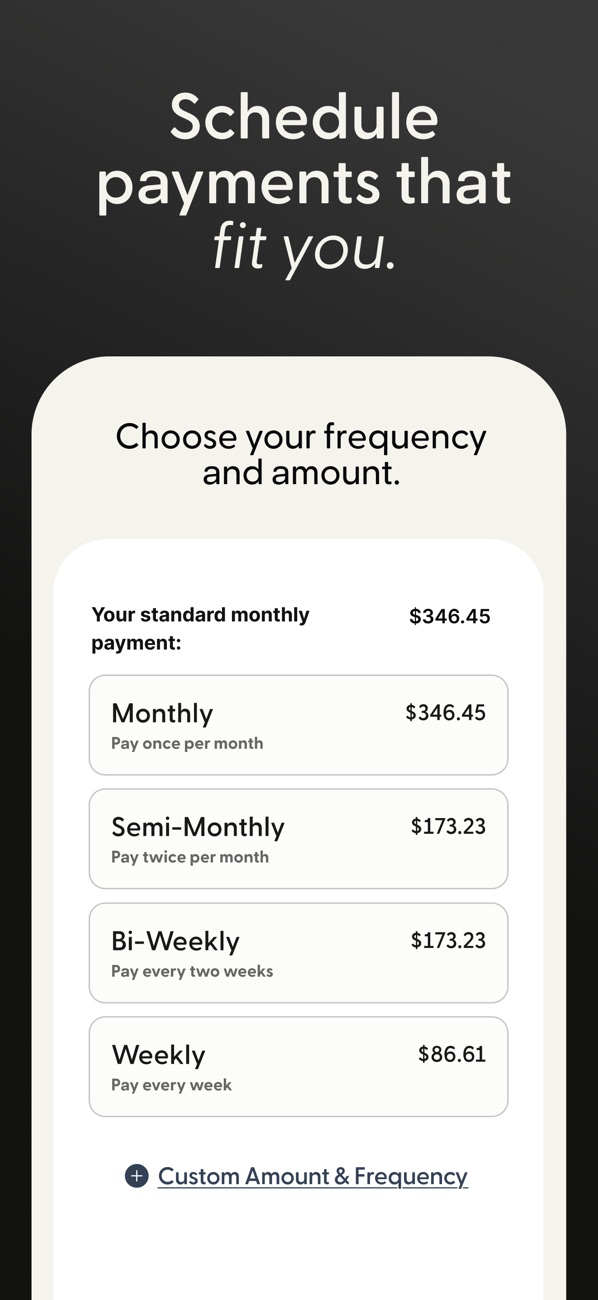 Schedule
payments that
fit you.
Choose your frequency
and amount.
Your standard monthly
payment:
$346.45
Monthly
$346.45
Pay once per month
Semi-Monthly
$173.23
Pay twice per month
Bi-Weekly
$173.23
Pay every two weeks
Weekly
$86.61
Pay every week
Custom Amount & Frequency